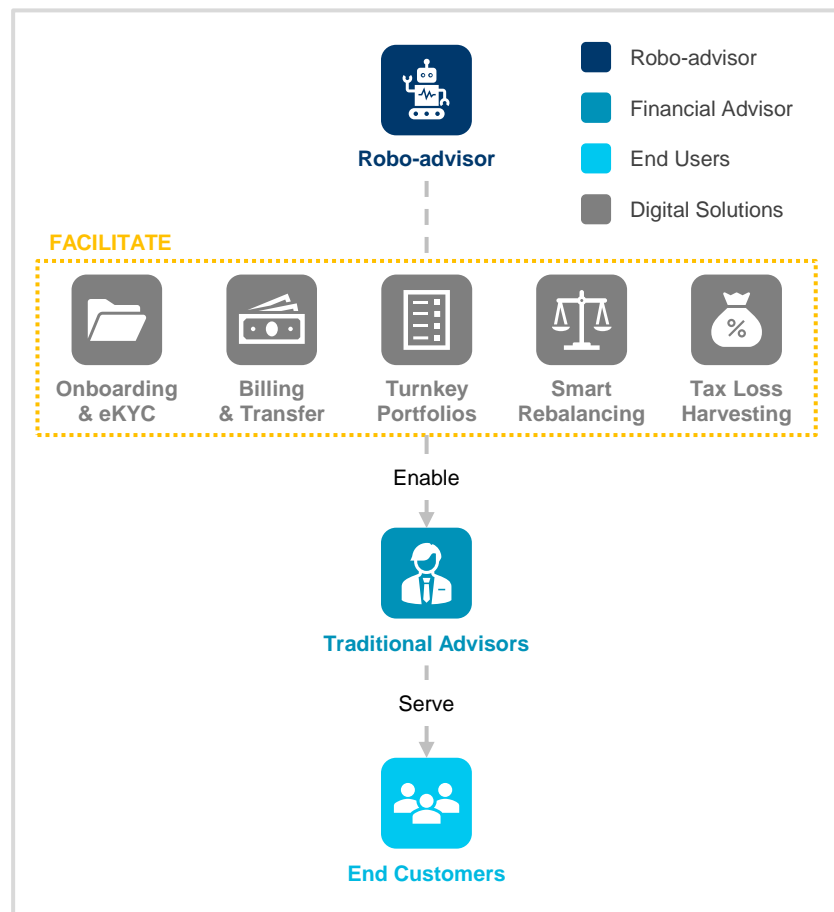 Robo-advisor
Robo-advisor
Financial Advisor
End Users
Digital Solutions
FACILITATE
Onboarding
& eKYC
Billing
& Transfer
Turnkey
Portfolios
Smart
Rebalancing
%
Tax Loss
Harvesting
Enable
Traditional Advisors
Serve
End Customers